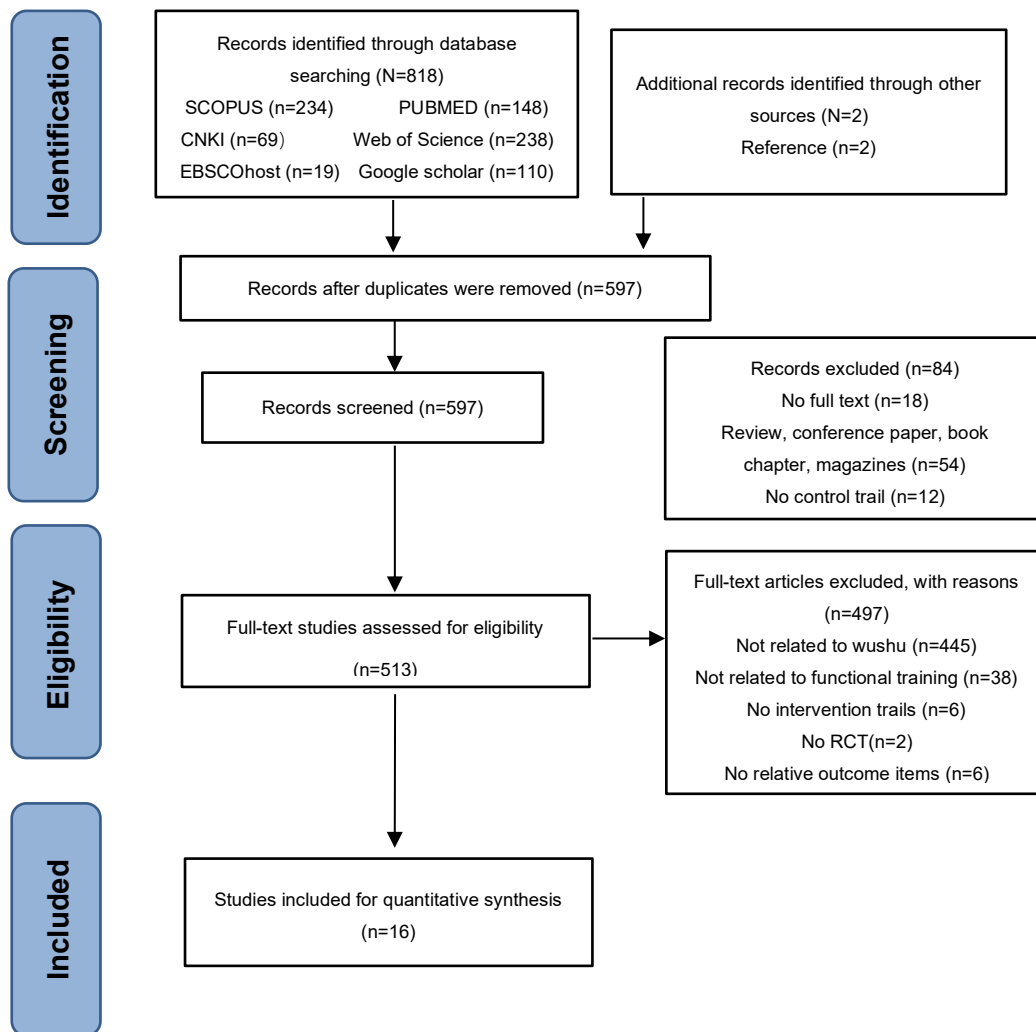 Identification
Records identified through database
searching (N=818)
SCOPUS (n=234) PUBMED (n=148)
CNKI (n=69) Web of Science (n=238)
EBSCOhost (n=19) Google scholar (n=110)
Additional records identified through other
sources (N=2)
Reference (n=2)
Records after duplicates were removed (n=597)
Screening
Records screened (n=597)
Records excluded (n=84)
No full text (n=18)
Review, conference paper, book
chapter, magazines (n=54)
No control trail (n=12)
Eligibility
Full-text studies assessed for eligibility
(n=513)
Full-text articles excluded, with reasons
(n=497)
Not related to wushu (n=445)
Not related to functional training (n=38)
No intervention trails (n=6)
No RCT(n=2)
No relative outcome items (n=6)
Included
Studies included for quantitative synthesis
(n=16)